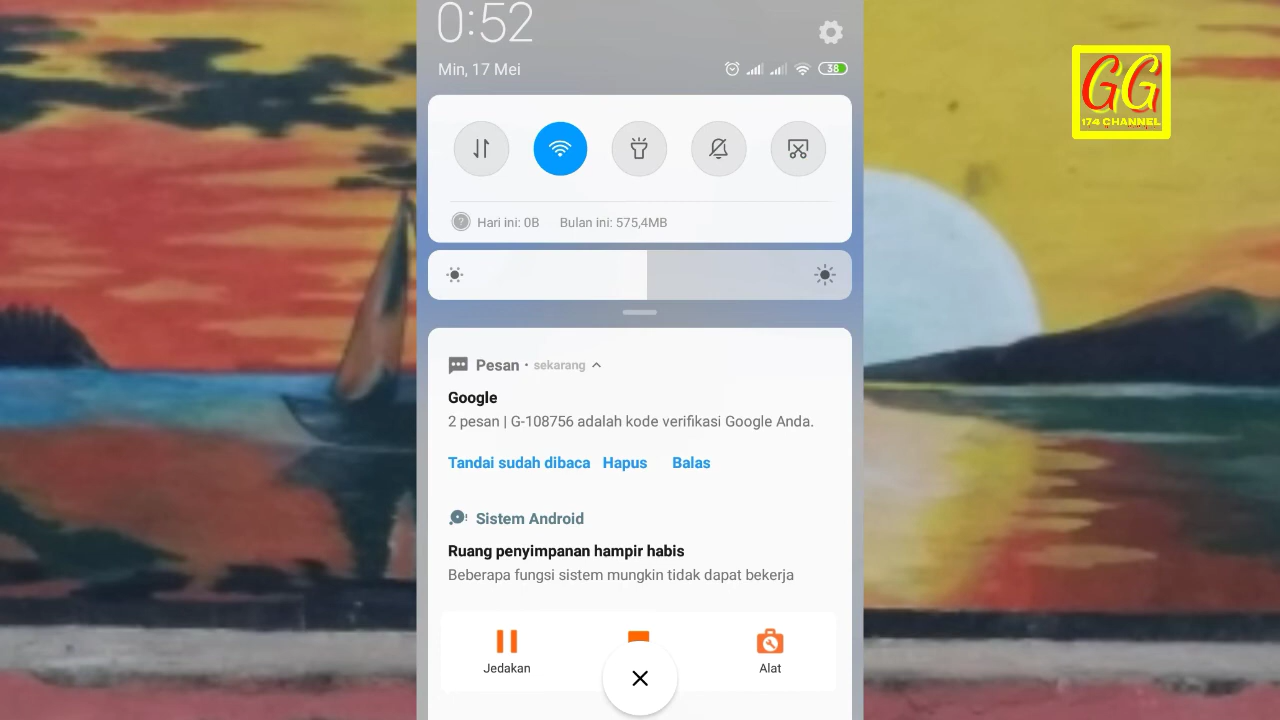 0:52
Min, 17 Mei
38
GG
174 CHANNEL
Hari ini: 0B Bulan ini: 575,4MB
Pesan • sekarang
Google
2 pesan | G-108756 adalah kode verifikasi Google Anda.
Tandai sudah dibaca Hapus Balas
Sistem Android
Ruang penyimpanan hampir habis
Beberapa fungsi sistem mungkin tidak dapat bekerja
Jedakan Alat